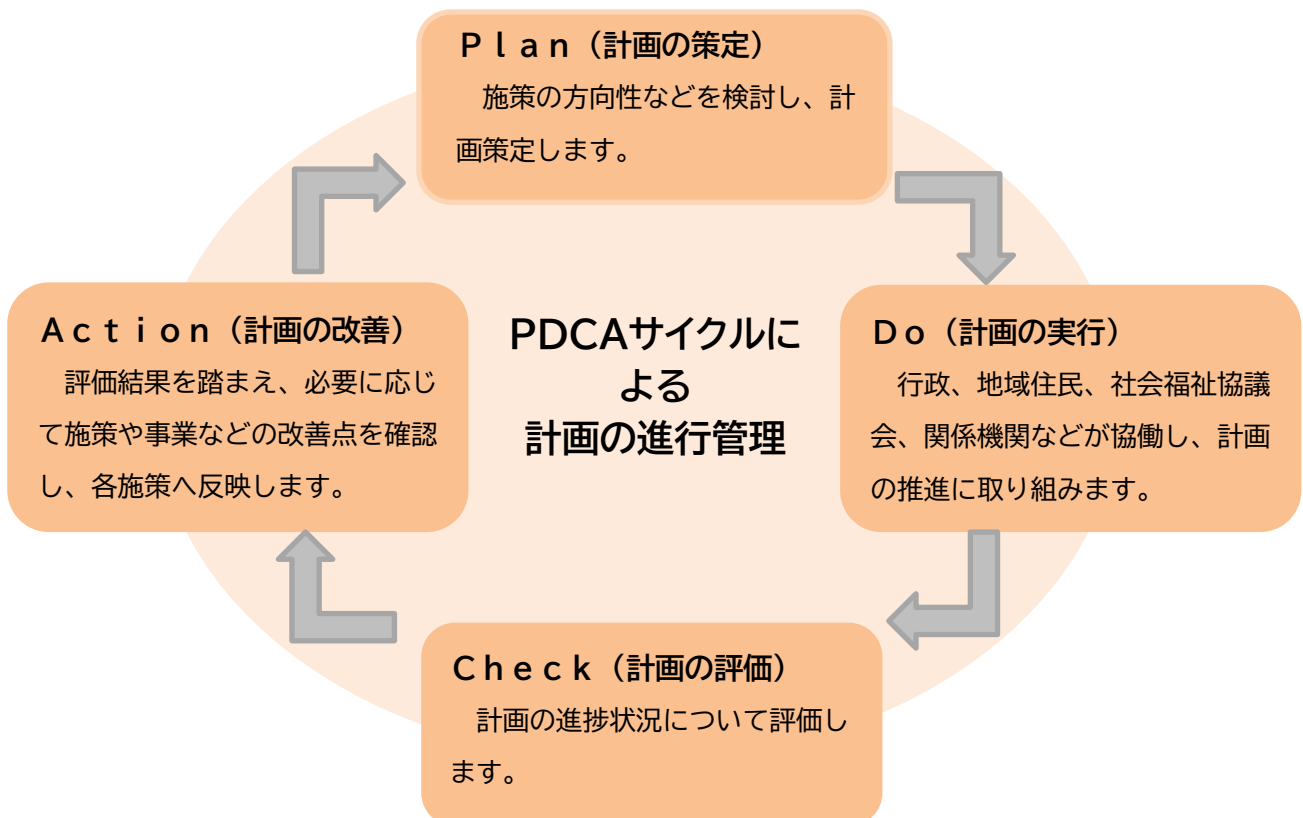 Ｐｌａｎ（計画の策定）
　施策の方向性などを検討し、計
画策定します。
Ａｃｔｉｏｎ（計画の改善）
　評価結果を踏まえ、必要に応じ
て施策や事業などの改善点を確認
し、各施策へ反映します。
PDCAサイクルに
よる
計画の進行管理
Ｄｏ（計画の実行）
　行政、地域住民、社会福祉協議
会、関係機関などが協働し、計画
の推進に取り組みます。
Ｃｈｅｃｋ（計画の評価）
　計画の進捗状況について評価し
ます。